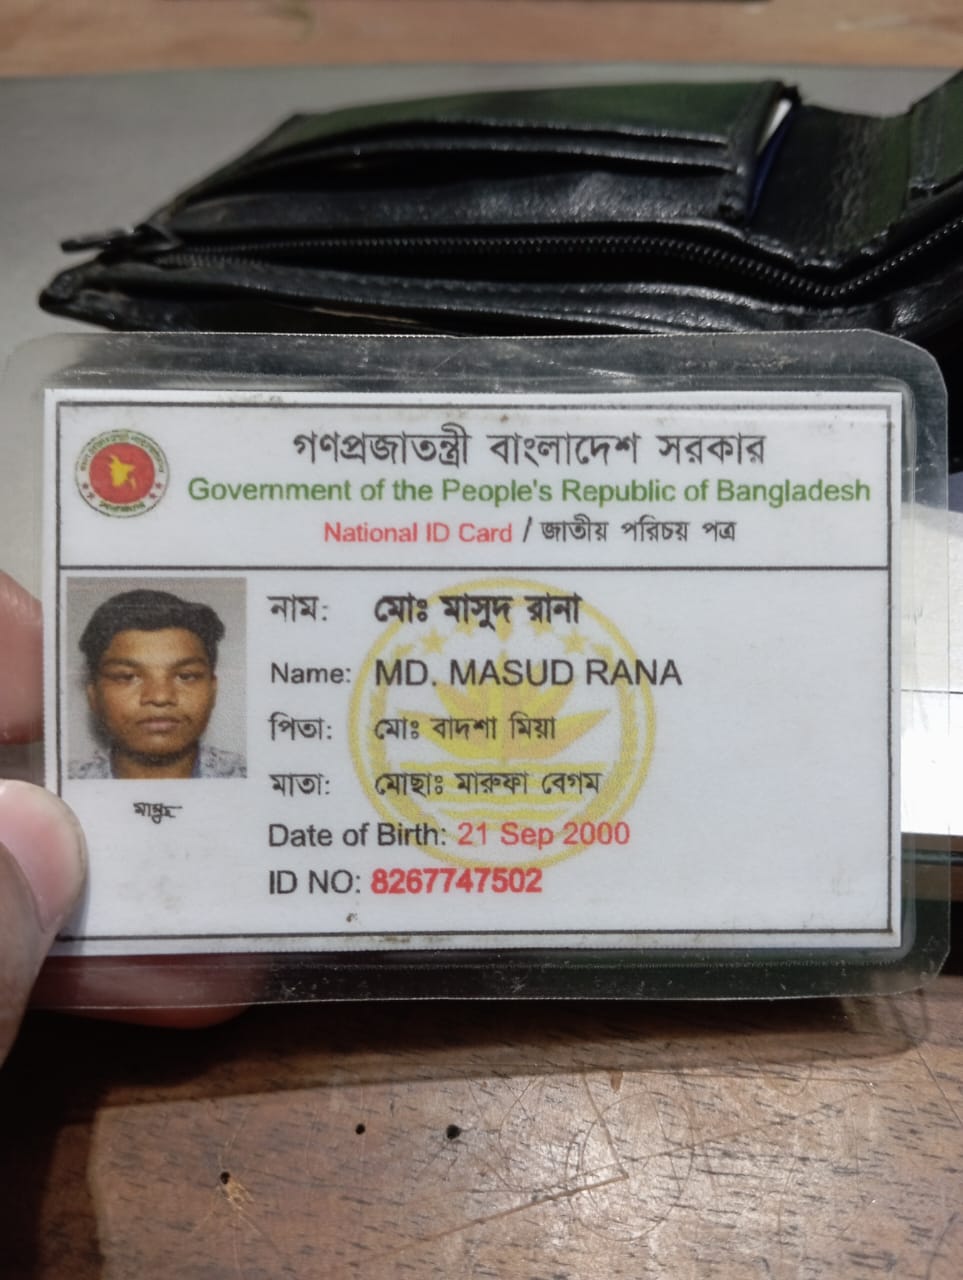 গণপ্রজাতন্ত্রী বাংলাদেশ সরকার
Government of the People's Republic of Bangladesh
National ID Card / জাতীয় পরিচয় পত্র
নাম: মোঃ মাসুদ রানা
Name: MD. MASUD RANA
পিতা: মোঃ বাদশা মিয়া
মাতা: মোছাঃ মারুফা বেগম
মাসুদ
Date of Birth: 21 Sep 2000
ID NO: 8267747502